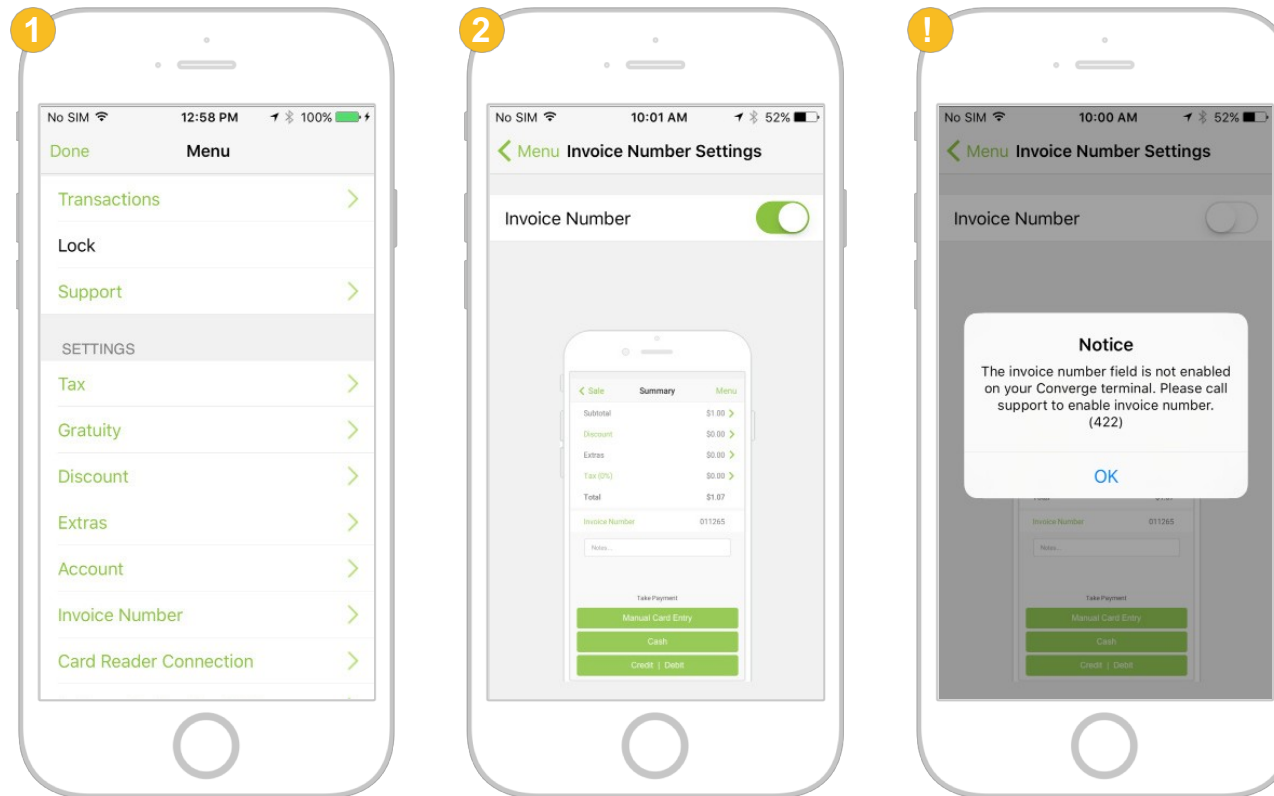 1
No SIM 12:58 PM 100%
Done Menu
Transactions
Lock
Support
SETTINGS
Tax
Gratuity
Discount
Extras
Account
Invoice Number
Card Reader Connection
2
No SIM 10:01 AM 52%
Menu Invoice Number Settings
Invoice Number
Sale Summary Menu
Subtotal $1.00
Discount $0.00
Extras $0.00
Tax (0%) $0.00
Total $1.07
Invoice Number 011265
Notes...
Take Payment
Manual Card Entry
Cash
Credit | Debit
!
No SIM 10:00 AM 52%
Menu Invoice Number Settings
Invoice Number
Notice
The invoice number field is not enabled
on your Converge terminal. Please call
support to enable invoice number.
(422)
OK
Total $1.07
Invoice Number 011265
Notes...
Take Payment
Manual Card Entry
Cash
Credit | Debit